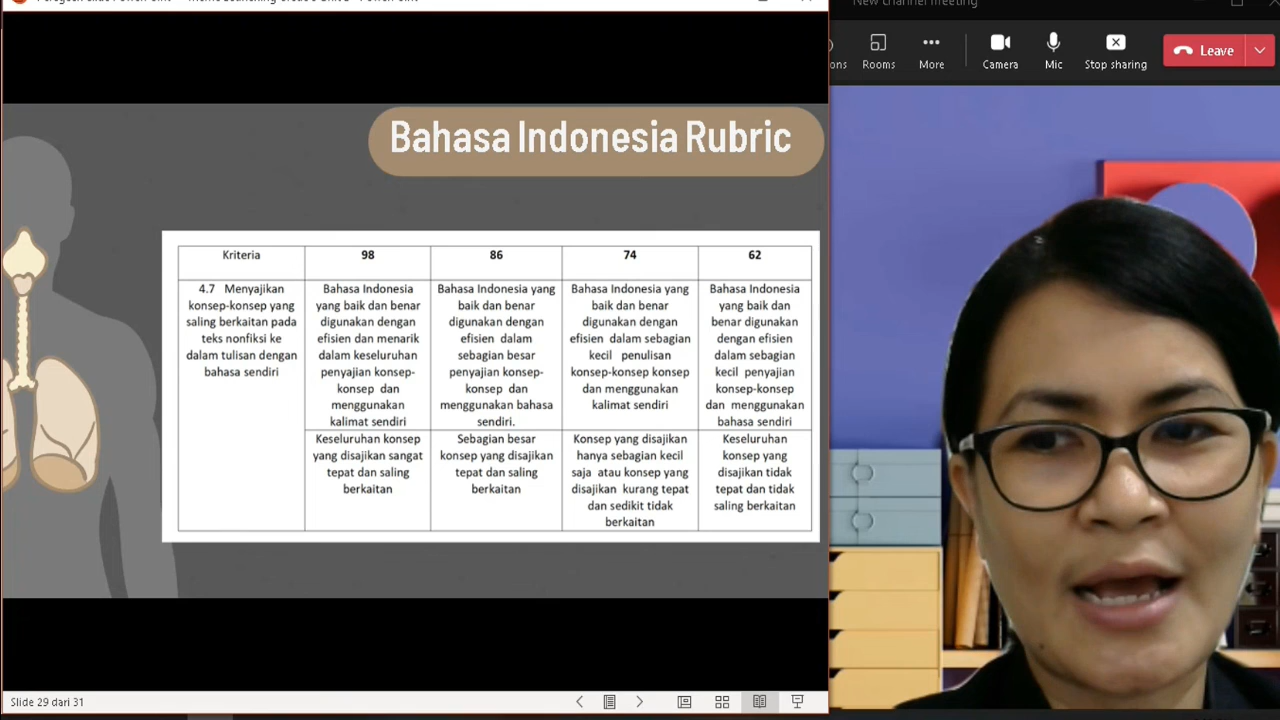 New channel meeting
ons
Rooms
More
Camera
Mic
Stop sharing
Leave
Bahasa Indonesia Rubric
Kriteria
98
86
74
62
4.7 Menyajikan
konsep-konsep yang
saling berkaitan pada
teks nonfiksi ke
dalam tulisan dengan
bahasa sendiri
Bahasa Indonesia
yang baik dan benar
digunakan dengan
efisien dan menarik
dalam keseluruhan
penyajian konsep-
konsep dan
menggunakan
kalimat sendiri
Bahasa Indonesia yang
baik dan benar
digunakan dengan
efisien dalam
sebagian besar
penyajian konsep-
konsep dan
menggunakan bahasa
sendiri.
Bahasa Indonesia yang
baik dan benar
digunakan dengan
efisien dalam sebagian
kecil penulisan
konsep-konsep konsep
dan menggunakan
kalimat sendiri
Bahasa Indonesia
yang baik dan
benar digunakan
dengan efisien
dalam sebagian
kecil penyajian
konsep-konsep
dan menggunakan
bahasa sendiri
Keseluruhan konsep
yang disajikan sangat
tepat dan saling
berkaitan
Sebagian besar
konsep yang disajikan
tepat dan saling
berkaitan
Konsep yang disajikan
hanya sebagian kecil
saja atau konsep yang
disajikan kurang tepat
dan sedikit tidak
berkaitan
Keseluruhan
konsep yang
disajikan tidak
tepat dan tidak
saling berkaitan
Slide 29 dari 31